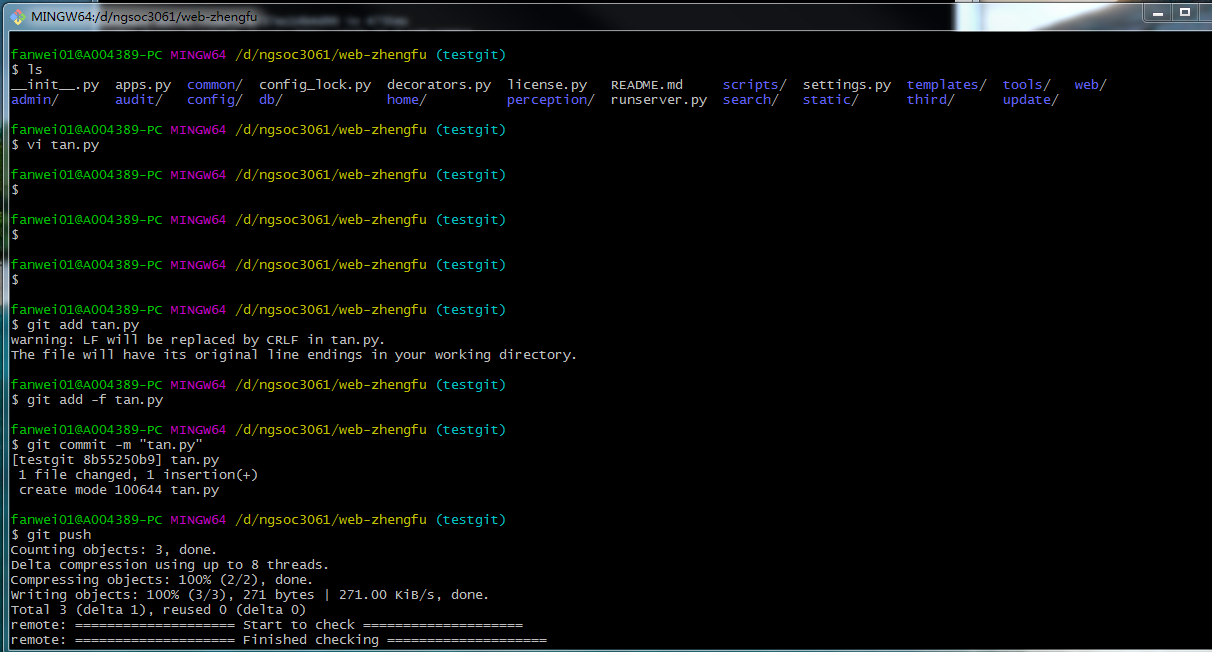 MINGW64:/d/ngsoc3061/web-zhengfu
fanwei01@A004389-PC MINGW64 /d/ngsoc3061/web-zhengfu (testgit)
$ ls
__init__.py apps.py common/ config_lock.py decorators.py license.py README.md scripts/ settings.py templates/ tools/ web/
admin/ audit/ config/ db/ home/ perception/ runserver.py search/ static/ third/ update/
fanwei01@A004389-PC MINGW64 /d/ngsoc3061/web-zhengfu (testgit)
$ vi tan.py
fanwei01@A004389-PC MINGW64 /d/ngsoc3061/web-zhengfu (testgit)
$
fanwei01@A004389-PC MINGW64 /d/ngsoc3061/web-zhengfu (testgit)
$
fanwei01@A004389-PC MINGW64 /d/ngsoc3061/web-zhengfu (testgit)
$
fanwei01@A004389-PC MINGW64 /d/ngsoc3061/web-zhengfu (testgit)
$ git add tan.py
warning: LF will be replaced by CRLF in tan.py.
The file will have its original line endings in your working directory.
fanwei01@A004389-PC MINGW64 /d/ngsoc3061/web-zhengfu (testgit)
$ git add -f tan.py
fanwei01@A004389-PC MINGW64 /d/ngsoc3061/web-zhengfu (testgit)
$ git commit -m "tan.py"
[testgit 8b55250b9] tan.py
 1 file changed, 1 insertion(+)
 create mode 100644 tan.py
fanwei01@A004389-PC MINGW64 /d/ngsoc3061/web-zhengfu (testgit)
$ git push
Counting objects: 3, done.
Delta compression using up to 8 threads.
Compressing objects: 100% (2/2), done.
Writing objects: 100% (3/3), 271 bytes | 271.00 KiB/s, done.
Total 3 (delta 1), reused 0 (delta 0)
remote: ==================== Start to check ====================
remote: ==================== Finished checking ====================